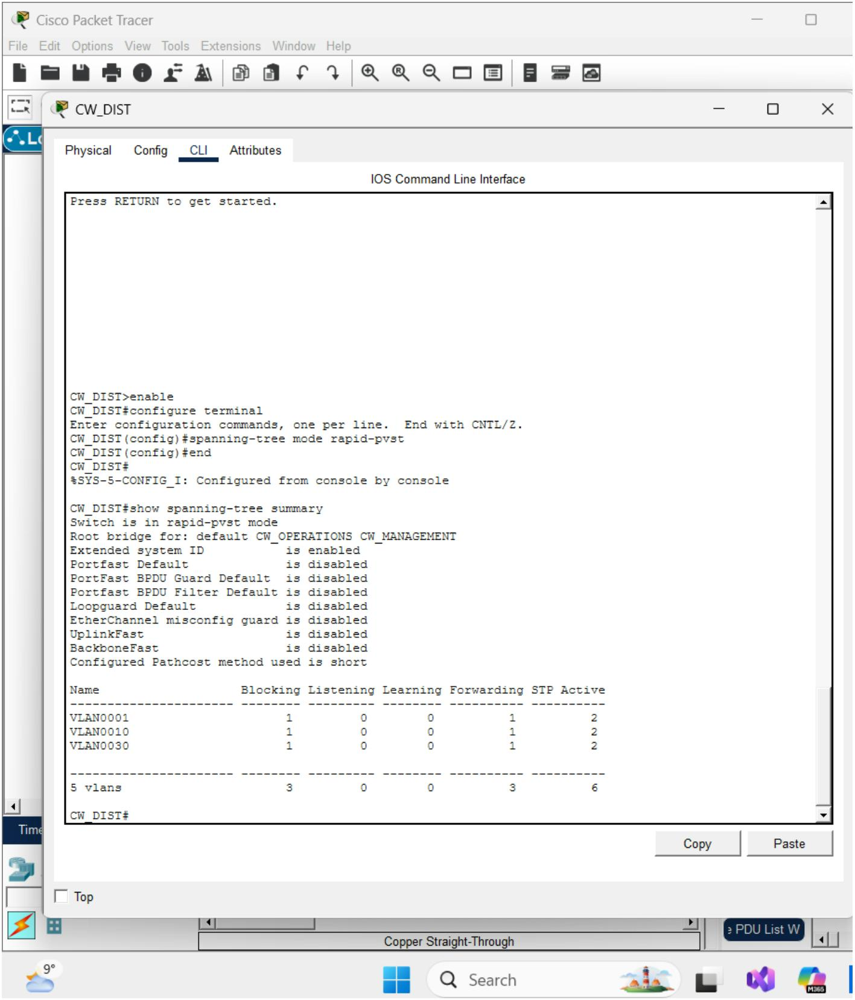 Cisco Packet Tracer
File Edit Options View Tools Extensions Window Help
CW_DIST
Lo
Physical Config CLI Attributes
IOS Command Line Interface
Press RETURN to get started.
CW_DIST>enable
CW_DIST#configure terminal
Enter configuration commands, one per line.  End with CNTL/Z.
CW_DIST(config)#spanning-tree mode rapid-pvst
CW_DIST(config)#end
CW_DIST#
%SYS-5-CONFIG_I: Configured from console by console
CW_DIST#show spanning-tree summary
Switch is in rapid-pvst mode
Root bridge for: default CW_OPERATIONS CW_MANAGEMENT
Extended system ID           is enabled
Portfast Default             is disabled
PortFast BPDU Guard Default  is disabled
Portfast BPDU Filter Default is disabled
Loopguard Default            is disabled
EtherChannel misconfig guard is disabled
UplinkFast                   is disabled
BackboneFast                 is disabled
Configured Pathcost method used is short
Name                   Blocking Listening Learning Forwarding STP Active
---------------------- -------- --------- -------- ---------- ----------
VLAN0001                     1         0        0          1          2
VLAN0010                     1         0        0          1          2
VLAN0030                     1         0        0          1          2
---------------------- -------- --------- -------- ---------- ----------
5 vlans                      3         0        0          3          6
CW_DIST#
Time
Copy Paste
Top
e PDU List W
Copper Straight-Through
9°
Search
M365